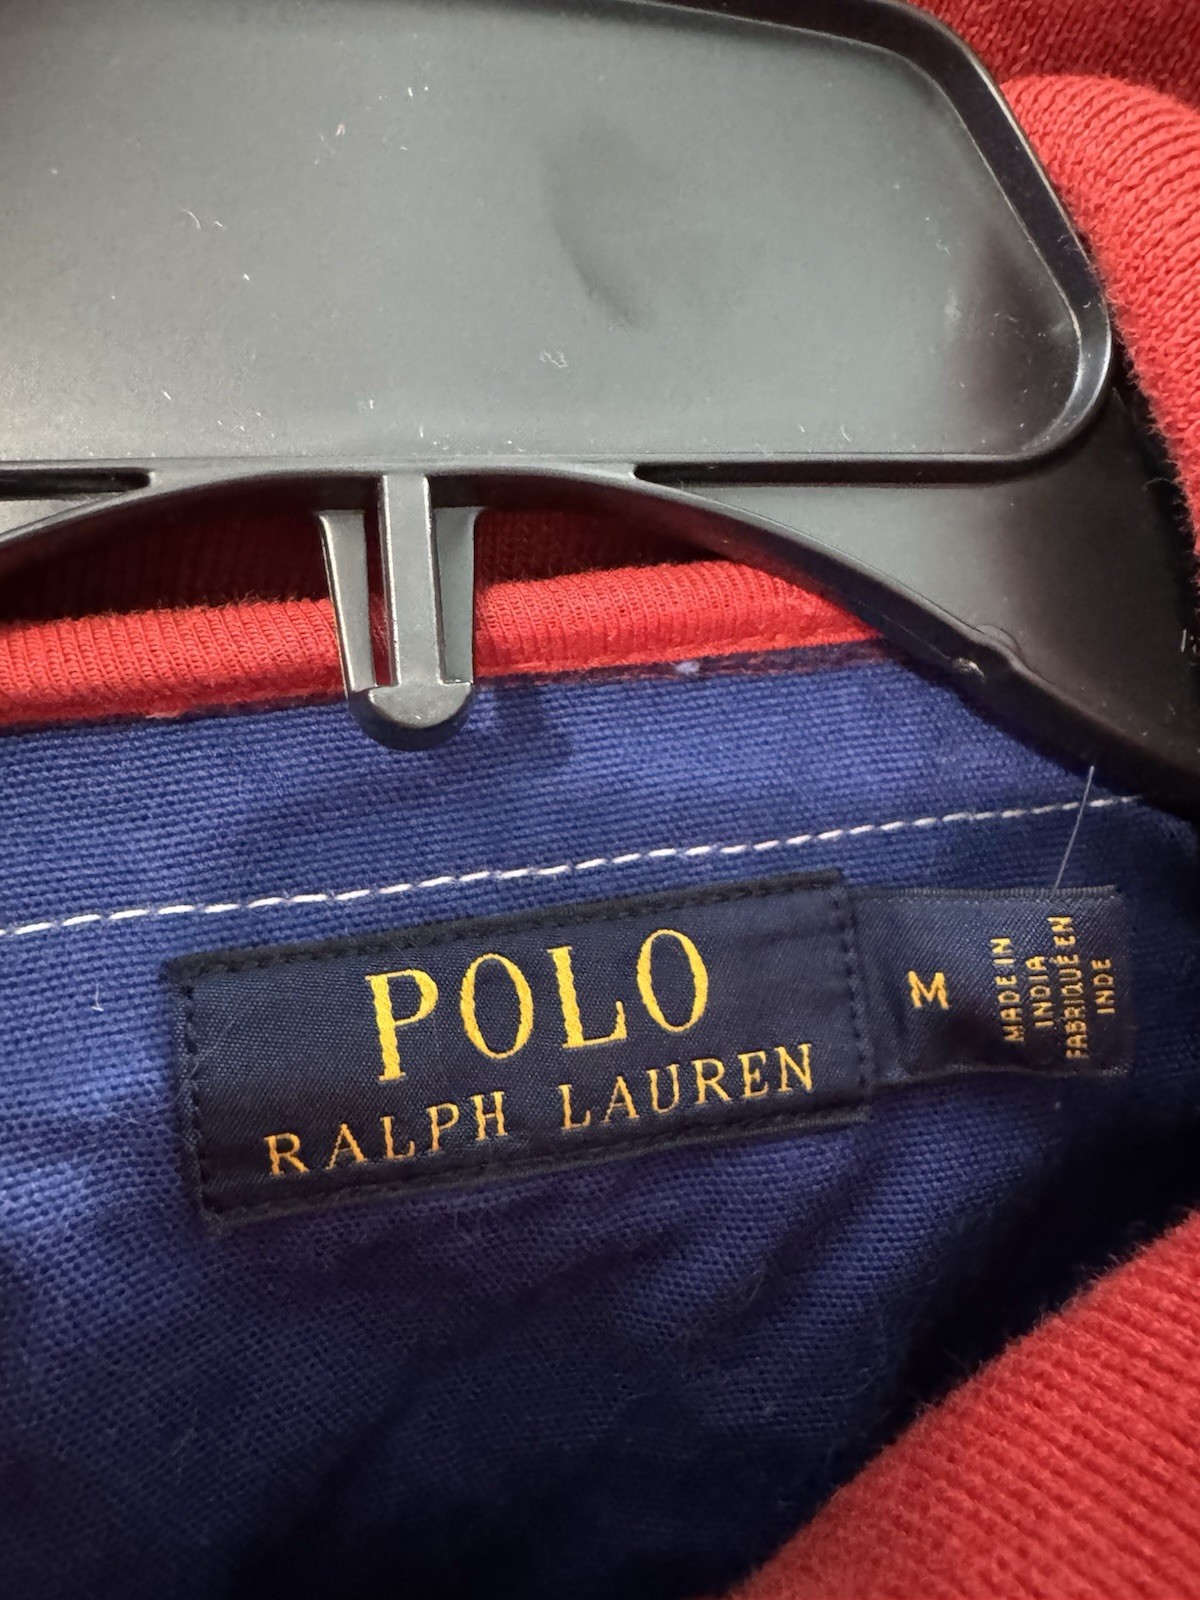 POLO
RALPH LAUREN
M
MADE IN
INDIA
FABRIQUÉ EN
INDE